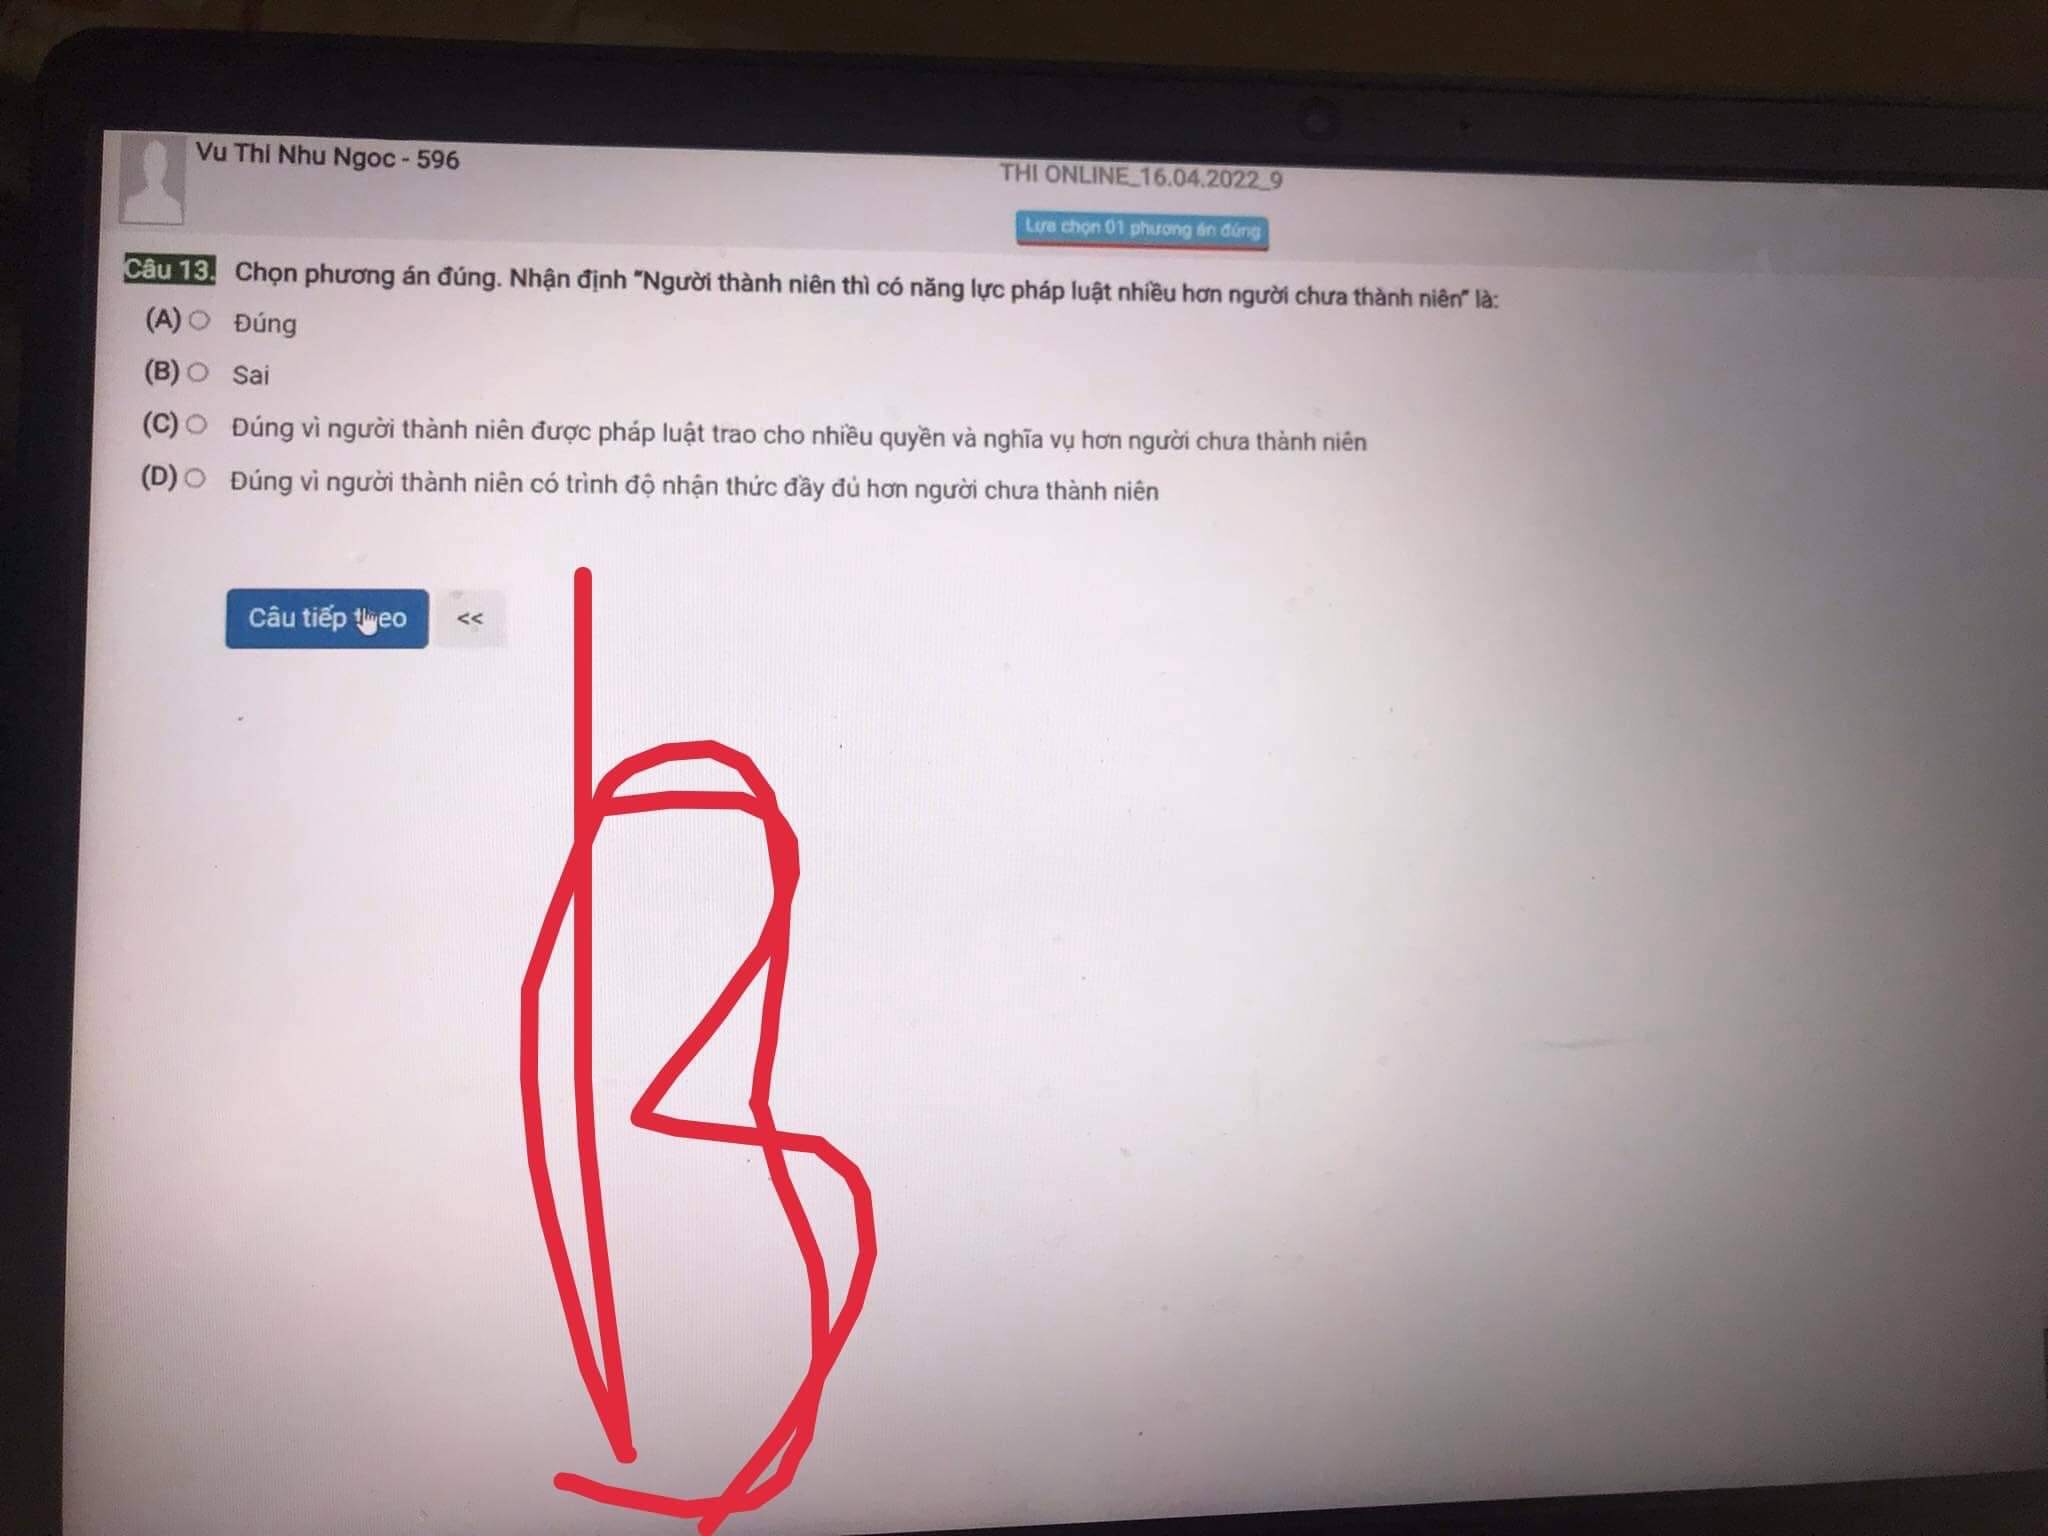 Vu Thi Nhu Ngoc - 596
THI ONLINE_16.04.2022_9
Lựa chọn 01 phương án đúng
Câu 13. Chọn phương án đúng. Nhận định "Người thành niên thì có năng lực pháp luật nhiều hơn người chưa thành niên" là:
(A) Đúng
(B) Sai
(C) Đúng vì người thành niên được pháp luật trao cho nhiều quyền và nghĩa vụ hơn người chưa thành niên
(D) Đúng vì người thành niên có trình độ nhận thức đầy đủ hơn người chưa thành niên
Câu tiếp theo <<
B